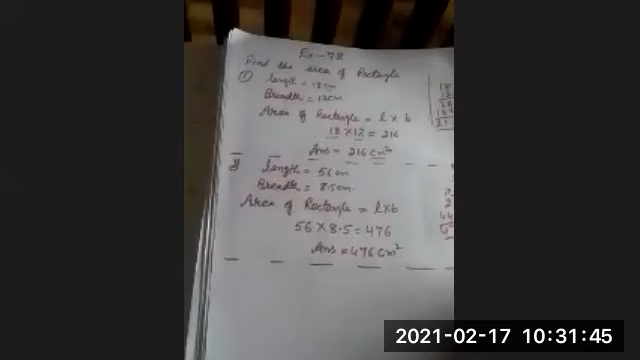 Ex - 7B
Find the area of Rectangle
① length = 18 cm
Breadth = 12 cm
Area of Rectangle = l x b
18 x 12 = 216
Ans = 216 cm²
length = 56 cm
Breadth = 8.5 cm
Area of Rectangle = l x b
56 x 8.5 = 476
Ans = 476 cm²
2021-02-17 10:31:45